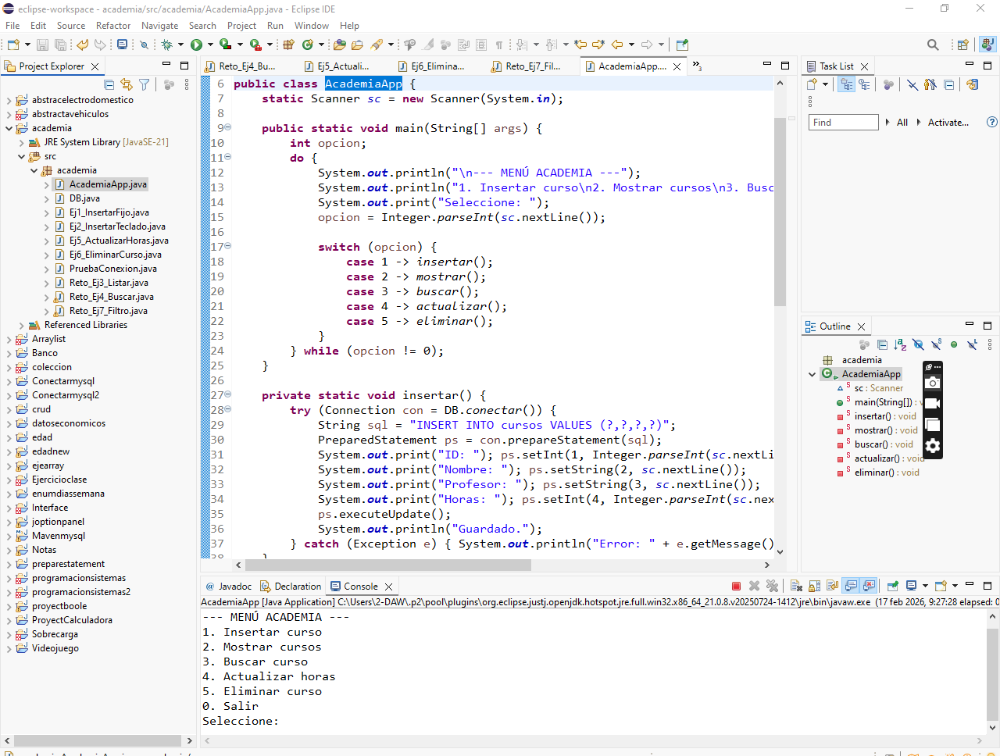 eclipse-workspace - academia/src/academia/AcademiaApp.java - Eclipse IDE
File Edit Source Refactor Navigate Search Project Run Window Help
Project Explorer
abstracelectrodomestico
abstractavehiculos
academia
JRE System Library [JavaSE-21]
src
academia
AcademiaApp.java
DB.java
Ej1_InsertarFijo.java
Ej2_InsertarTeclado.java
Ej5_ActualizarHoras.java
Ej6_EliminarCurso.java
PruebaConexion.java
Reto_Ej3_Listar.java
Reto_Ej4_Buscar.java
Reto_Ej7_Filtro.java
Referenced Libraries
Arraylist
Banco
coleccion
Conectarmysql
Conectarmysql2
crud
datoseconomicos
edad
edadnew
ejearray
Ejercicioclase
enumdiassemana
Interface
joptionpanel
Mavenmysql
Notas
preparestatement
programacionsistemas
programacionsistemas2
proyectoboole
ProyectCalculadora
Sobrecarga
Videojuego
Reto_Ej4_Bu... Ej5_Actuali... Ej6_Elimina... Reto_Ej7_Fil... AcademiaApp.... 3
6 public class AcademiaApp {
7 static Scanner sc = new Scanner(System.in);
8
9 public static void main(String[] args) {
10 int opcion;
11 do {
12 System.out.println("\n--- MENÚ ACADEMIA ---");
13 System.out.println("1. Insertar curso\n2. Mostrar cursos\n3. Busc
14 System.out.print("Seleccione: ");
15 opcion = Integer.parseInt(sc.nextLine());
16
17 switch (opcion) {
18 case 1 -> insertar();
19 case 2 -> mostrar();
20 case 3 -> buscar();
21 case 4 -> actualizar();
22 case 5 -> eliminar();
23 }
24 } while (opcion != 0);
25 }
26
27 private static void insertar() {
28 try (Connection con = DB.conectar()) {
29 String sql = "INSERT INTO cursos VALUES (?,?,?,?)";
30 PreparedStatement ps = con.prepareStatement(sql);
31 System.out.print("ID: "); ps.setInt(1, Integer.parseInt(sc.nextLi
32 System.out.print("Nombre: "); ps.setString(2, sc.nextLine());
33 System.out.print("Profesor: "); ps.setString(3, sc.nextLine());
34 System.out.print("Horas: "); ps.setInt(4, Integer.parseInt(sc.nex
35 ps.executeUpdate();
36 System.out.println("Guardado.");
37 } catch (Exception e) { System.out.println("Error: " + e.getMessage()
38 }
Task List
Find All Activate...
Outline
academia
AcademiaApp
sc : Scanner
main(String[]) : v
insertar() : void
mostrar() : void
buscar() : void
actualizar() : void
eliminar() : void
Javadoc Declaration Console
AcademiaApp [Java Application] C:\Users\2-DAW\.p2\pool\plugins\org.eclipse.justj.openjdk.hotspot.jre.full.win32.x86_64_21.0.8.v20250724-1412\jre\bin\javaw.exe (17 feb 2026, 9:27:28 elapsed: 0
--- MENÚ ACADEMIA ---
1. Insertar curso
2. Mostrar cursos
3. Buscar curso
4. Actualizar horas
5. Eliminar curso
0. Salir
Seleccione: